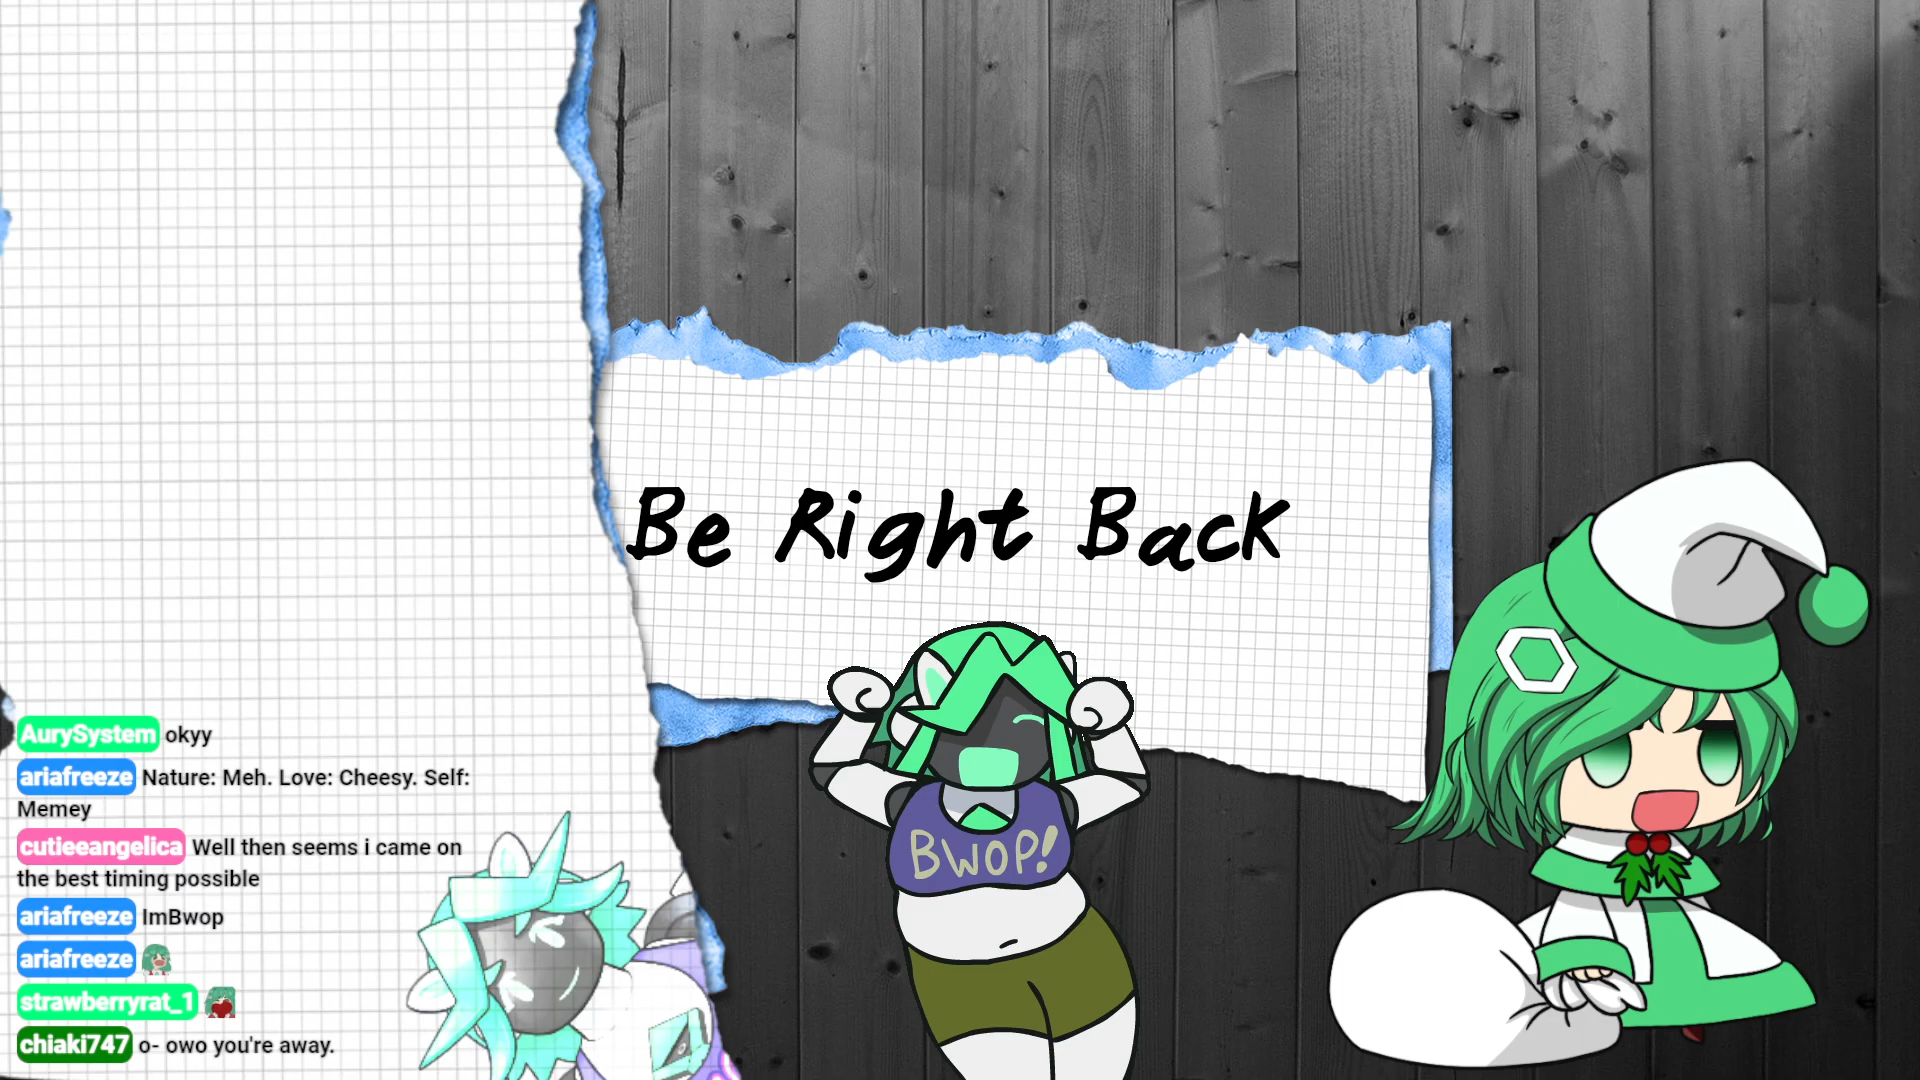 Be Right Back
BWOP!
AurySystem okyy
ariafreeze Nature: Meh. Love: Cheesy. Self:
Memey
cutieeangelica Well then seems i came on
the best timing possible
ariafreeze ImBwop
ariafreeze
strawberryrat_1
chiaki747 o- owo you're away.